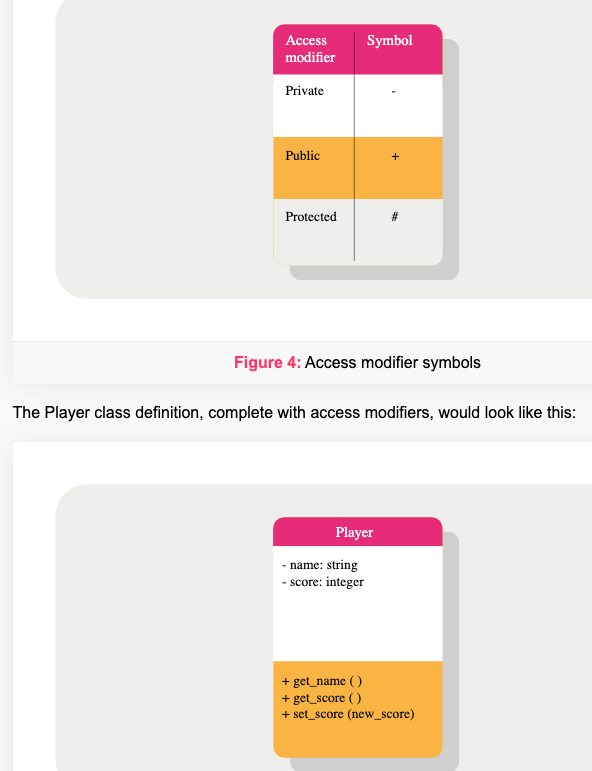 Access modifier Symbol
Private -
Public +
Protected #
Figure 4: Access modifier symbols
The Player class definition, complete with access modifiers, would look like this:
Player
- name: string
- score: integer
+ get_name ( )
+ get_score ( )
+ set_score (new_score)